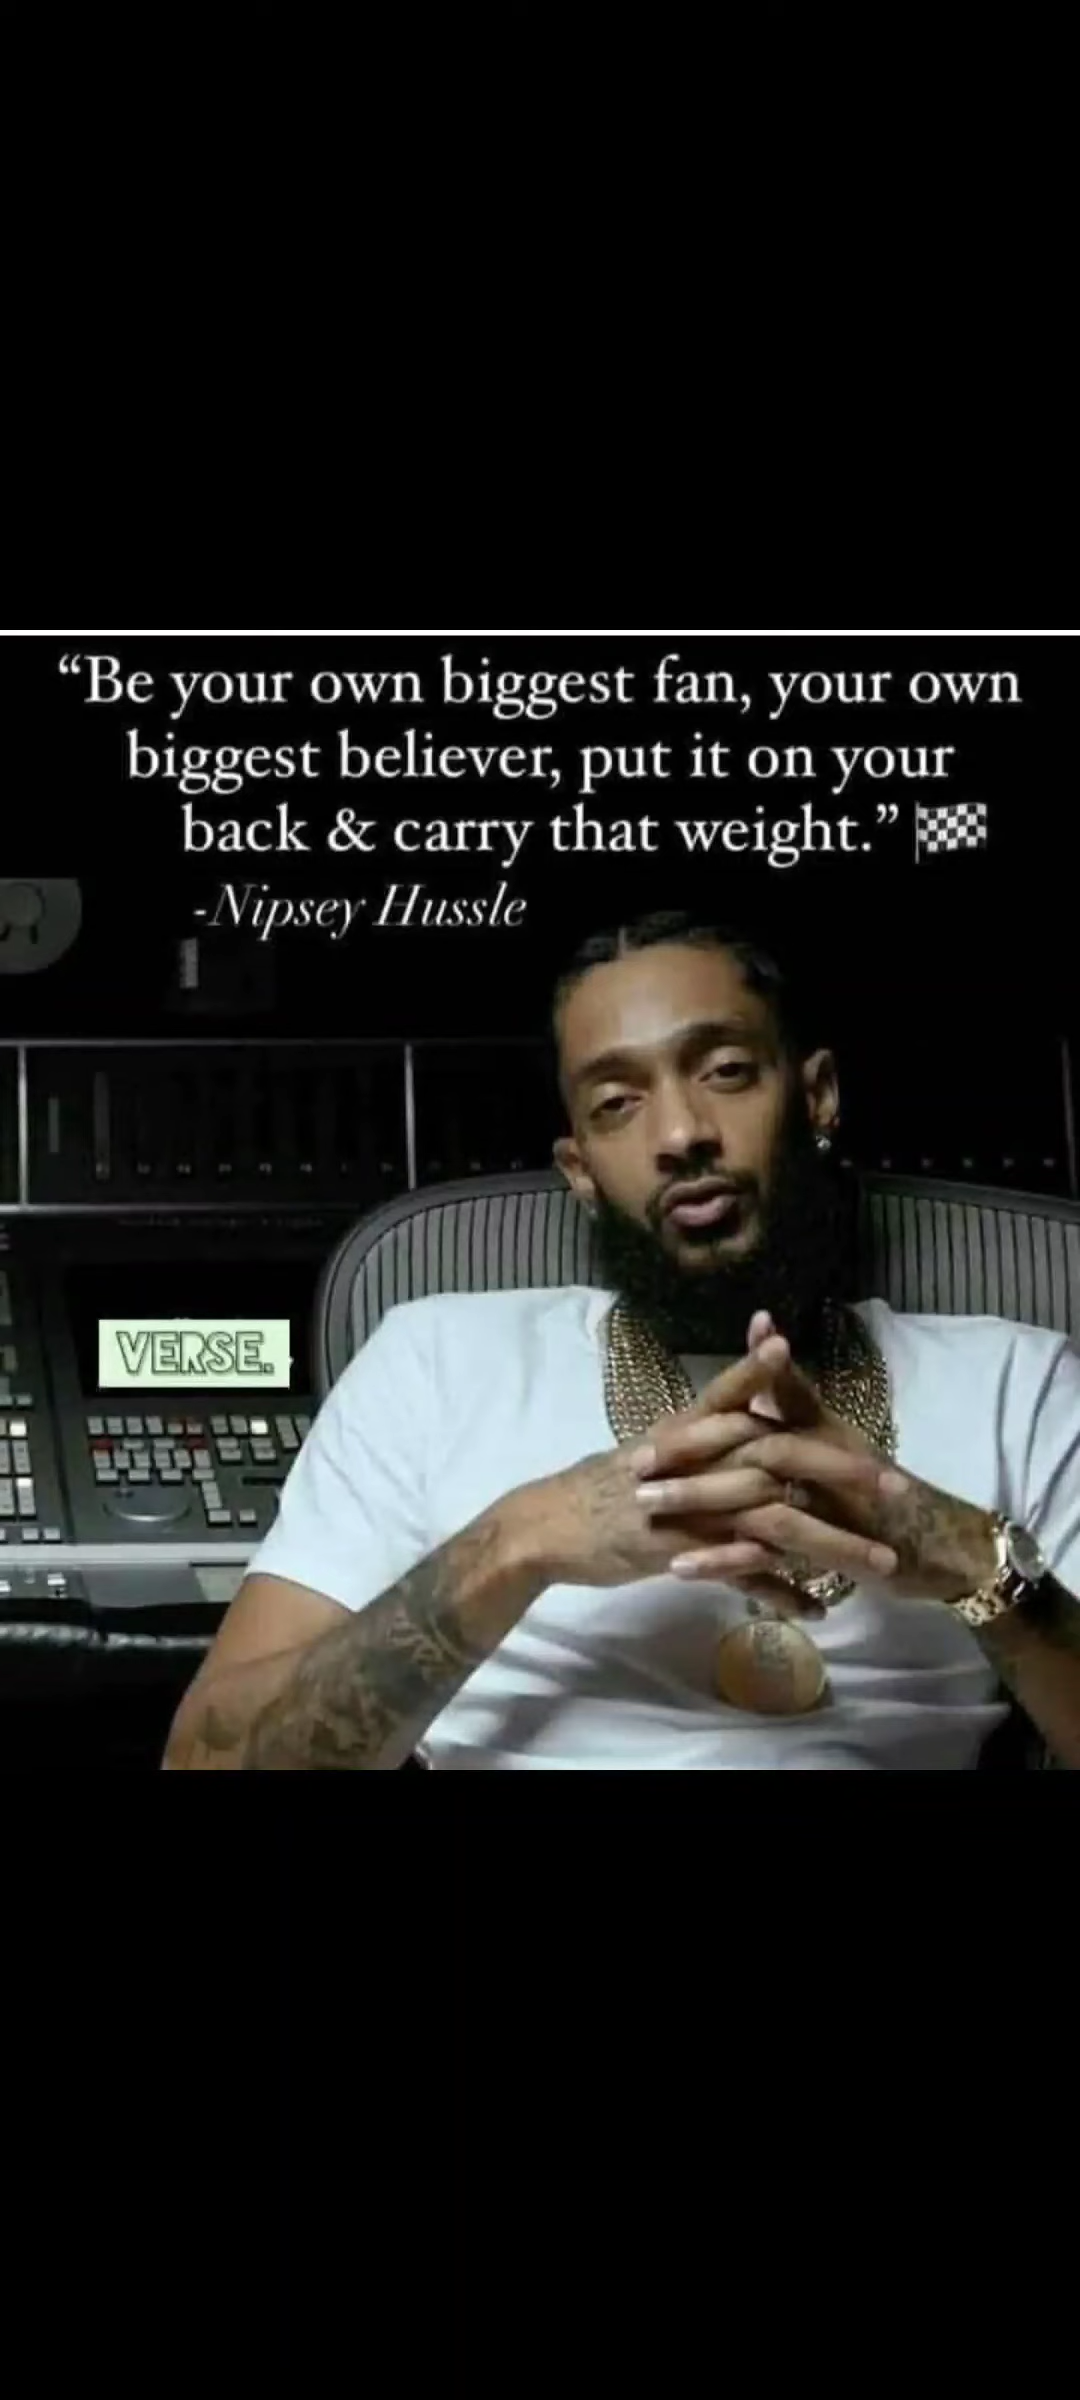 “Be your own biggest fan, your own
biggest believer, put it on your
back & carry that weight.” 🏁
-Nipsey Hussle
VERSE.